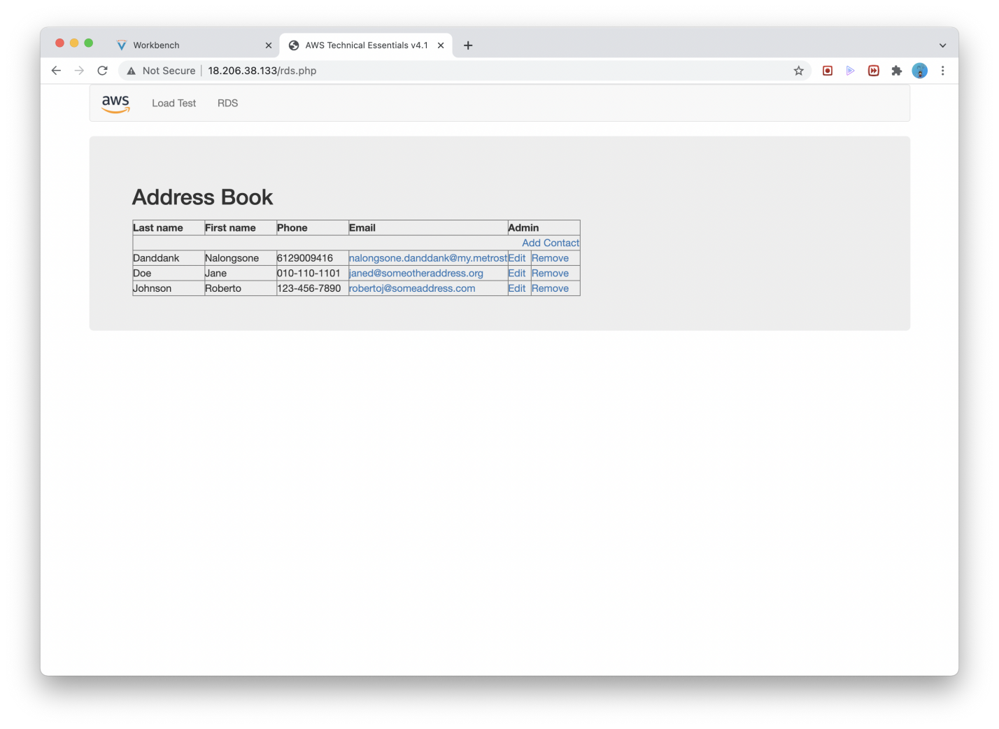 Workbench
AWS Technical Essentials v4.1
Not Secure 18.206.38.133/rds.php
aws Load Test RDS
Address Book
Last name First name Phone Email Admin
Add Contact
Danddank Nalongsone 6129009416 nalongsone.danddank@my.metrost Edit Remove
Doe Jane 010-110-1101 janed@someotheraddress.org Edit Remove
Johnson Roberto 123-456-7890 robertoj@someaddress.com Edit Remove